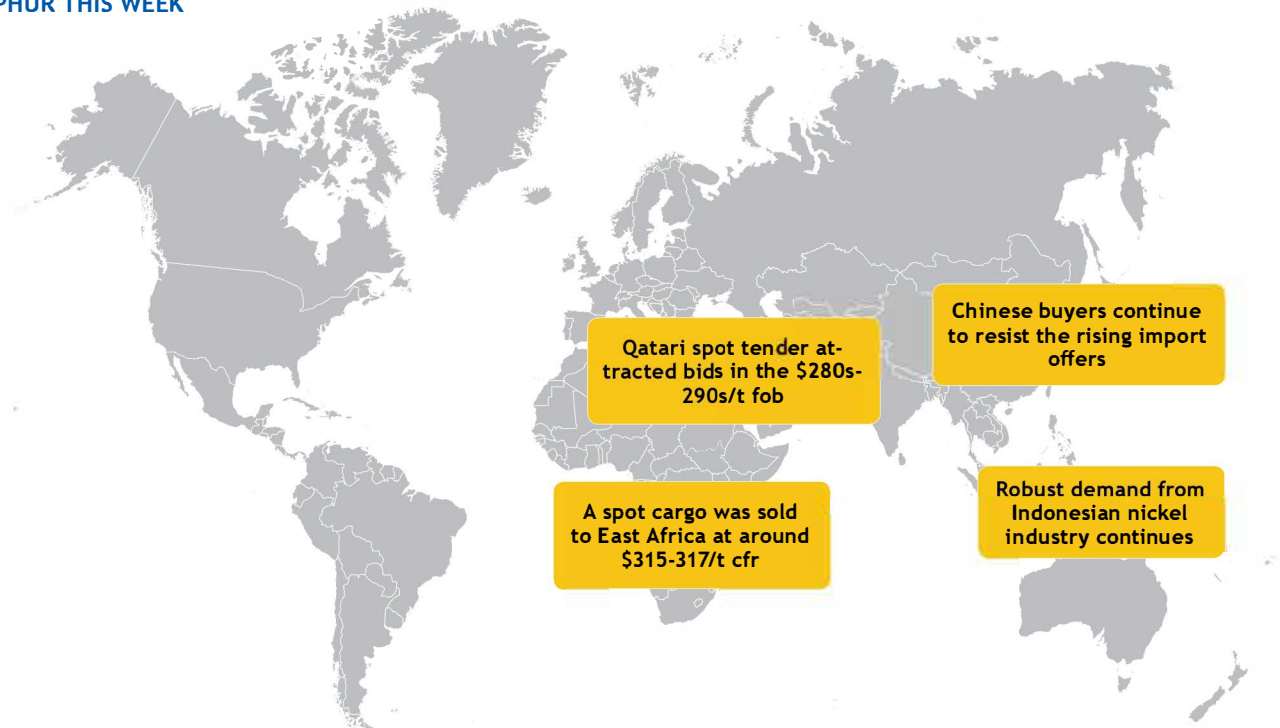 PHUR THIS WEEK
Chinese buyers continue
to resist the rising import
offers
Qatari spot tender at-
tracted bids in the $280s-
290s/t fob
Robust demand from
Indonesian nickel
industry continues
A spot cargo was sold
to East Africa at around
$315-317/t cfr